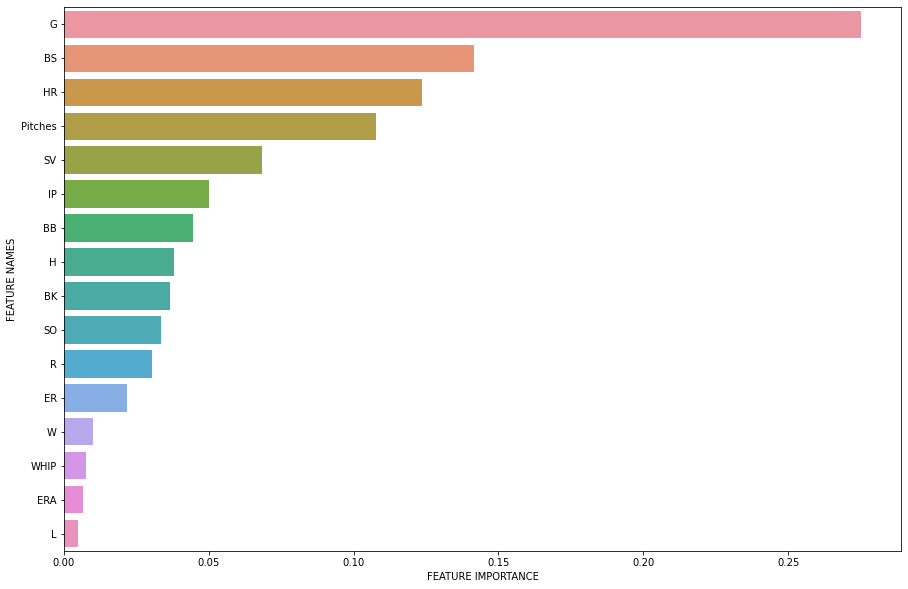 G
BS
HR
Pitches
SV
IP
BB
H
BK
SO
R
ER
W
WHIP
ERA
L
FEATURE NAMES
0.00 0.05 0.10 0.15 0.20 0.25
FEATURE IMPORTANCE